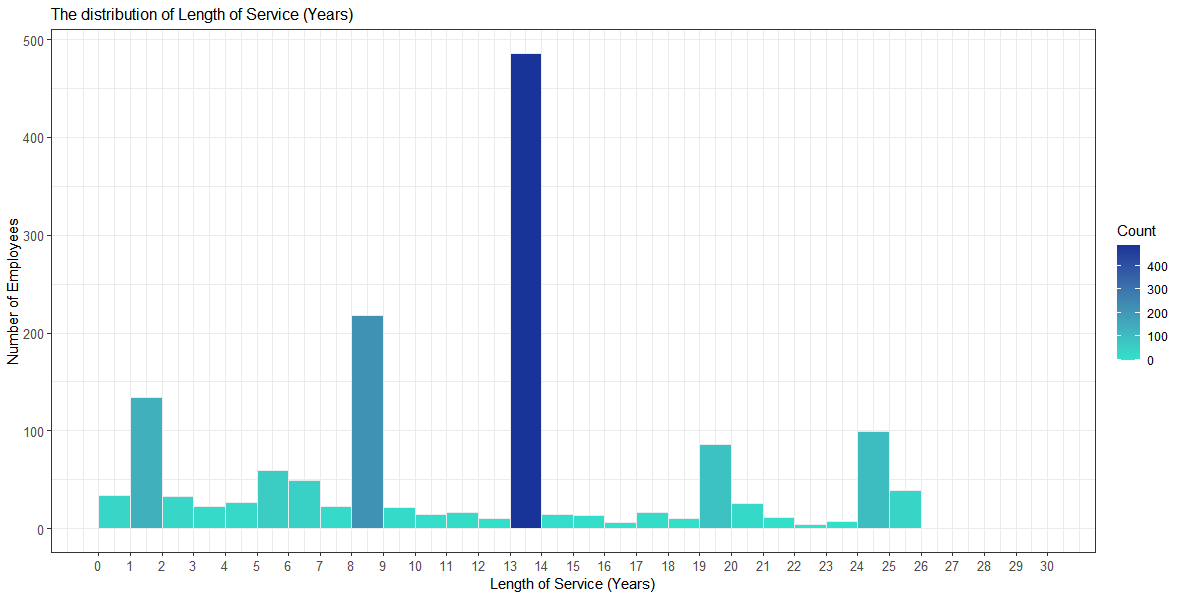 The distribution of Length of Service (Years)
Number of Employees
500
400
300
200
100
0
0 1 2 3 4 5 6 7 8 9 10 11 12 13 14 15 16 17 18 19 20 21 22 23 24 25 26 27 28 29 30
Length of Service (Years)
Count
400
300
200
100
0